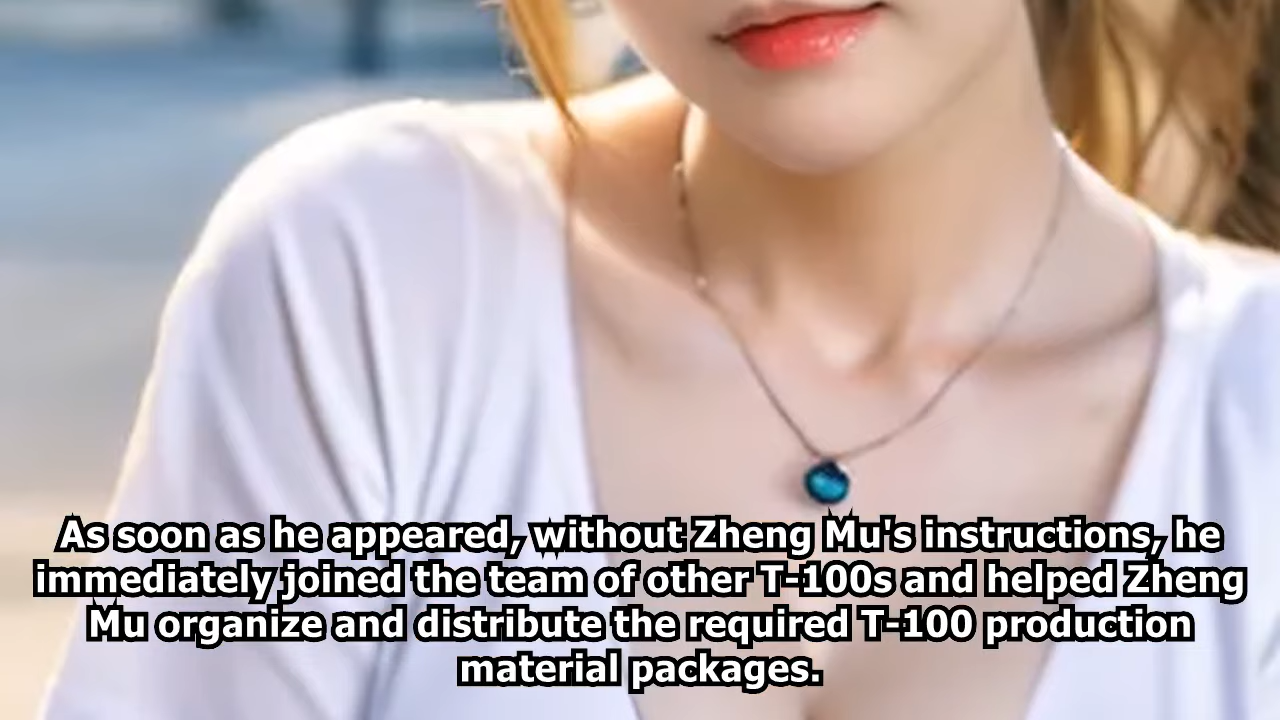 As soon as he appeared, without Zheng Mu's instructions, he
immediately joined the team of other T-100s and helped Zheng
Mu organize and distribute the required T-100 production
material packages.